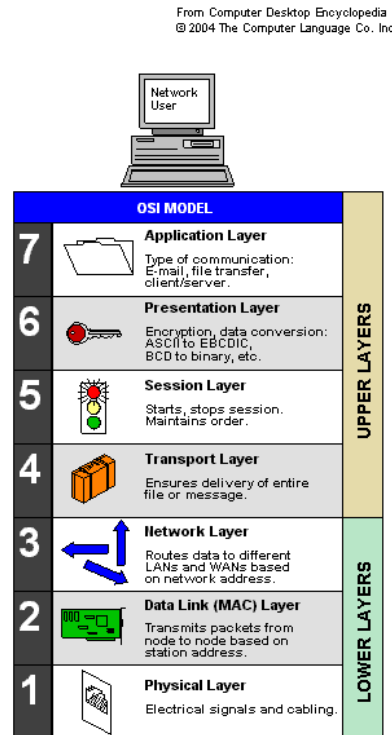 From Computer Desktop Encyclopedia
© 2004 The Computer Language Co. Inc
Network
User
OSI MODEL
7
Application Layer
Type of communication:
E-mail, file transfer,
client/server.
6
Presentation Layer
Encryption, data conversion:
ASCII to EBCDIC,
BCD to binary, etc.
5
Session Layer
Starts, stops session.
Maintains order.
4
Transport Layer
Ensures delivery of entire
file or message.
UPPER LAYERS
3
Network Layer
Routes data to different
LANs and WANs based
on network address.
2
Data Link (MAC) Layer
Transmits packets from
node to node based on
station address.
1
Physical Layer
Electrical signals and cabling.
LOWER LAYERS